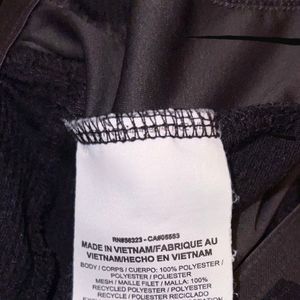 RN#56323 - CA#05553
MADE IN VIETNAM/FABRIQUE AU
VIETNAM/HECHO EN VIETNAM
BODY / CORPS / CUERPO: 100% POLYESTER /
POLYESTER / POLIÉSTER
MESH / MAILLE FILET / MALLA: 100%
RECYCLED POLYESTER / POLYESTER
RECYCLE / POLIÉSTER RECICLADO